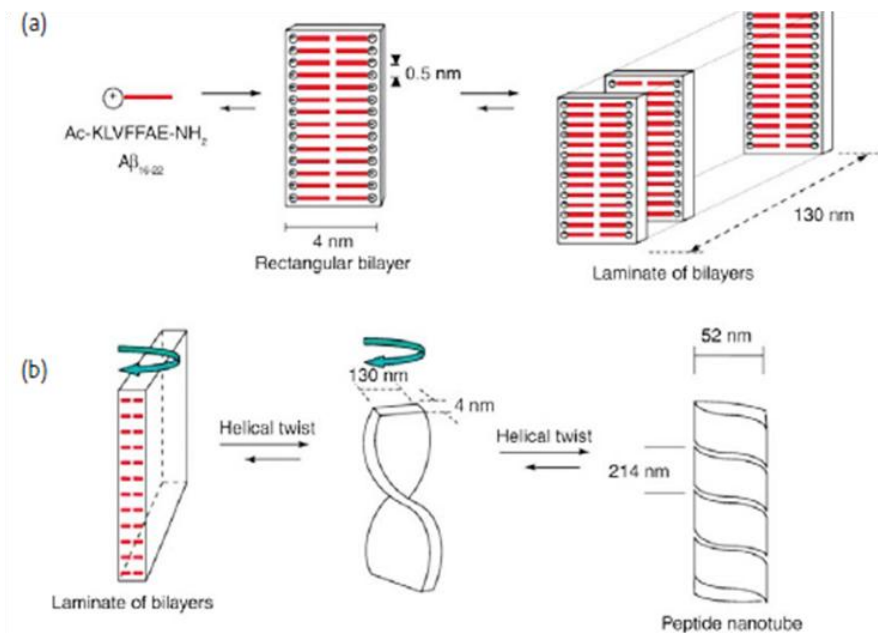 (a)
+
0.5 nm
Ac-KLVFFAE-NH₂
Aβ₁₆₋₂₂
4 nm
Rectangular bilayer
130 nm
Laminate of bilayers
(b)
Helical twist
130 nm
4 nm
Helical twist
52 nm
214 nm
Laminate of bilayers
Peptide nanotube